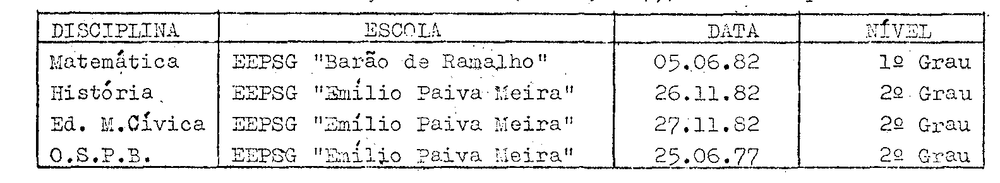 DISCIPLINA ESCOLA DATA NÍVEL
Matemática EEPSG "Barão de Ramalho" 05.06.82 1º Grau
História EEPSG "Emílio Paiva Meira" 26.11.82 2º Grau
Ed. M.Cívica EEPSG "Emílio Paiva Meira" 27.11.82 2º Grau
O.S.P.B. EEPSG "Emílio Paiva Meira" 25.06.77 2º Grau